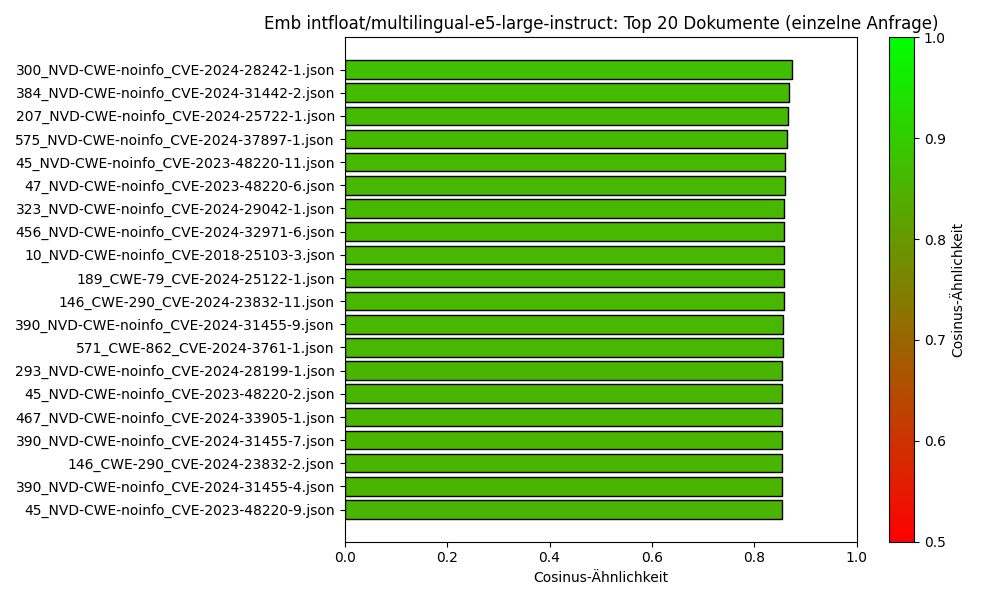 Emb intfloat/multilingual-e5-large-instruct: Top 20 Dokumente (einzelne Anfrage)
300_NVD-CWE-noinfo_CVE-2024-28242-1.json
384_NVD-CWE-noinfo_CVE-2024-31442-2.json
207_NVD-CWE-noinfo_CVE-2024-25722-1.json
575_NVD-CWE-noinfo_CVE-2024-37897-1.json
45_NVD-CWE-noinfo_CVE-2023-48220-11.json
47_NVD-CWE-noinfo_CVE-2023-48220-6.json
323_NVD-CWE-noinfo_CVE-2024-29042-1.json
456_NVD-CWE-noinfo_CVE-2024-32971-6.json
10_NVD-CWE-noinfo_CVE-2018-25103-3.json
189_CWE-79_CVE-2024-25122-1.json
146_CWE-290_CVE-2024-23832-11.json
390_NVD-CWE-noinfo_CVE-2024-31455-9.json
571_CWE-862_CVE-2024-3761-1.json
293_NVD-CWE-noinfo_CVE-2024-28199-1.json
45_NVD-CWE-noinfo_CVE-2023-48220-2.json
467_NVD-CWE-noinfo_CVE-2024-33905-1.json
390_NVD-CWE-noinfo_CVE-2024-31455-7.json
146_CWE-290_CVE-2024-23832-2.json
390_NVD-CWE-noinfo_CVE-2024-31455-4.json
45_NVD-CWE-noinfo_CVE-2023-48220-9.json
0.0 0.2 0.4 0.6 0.8 1.0
Cosinus-Ähnlichkeit
1.0
0.9
0.8
0.7
0.6
0.5
Cosinus-Ähnlichkeit